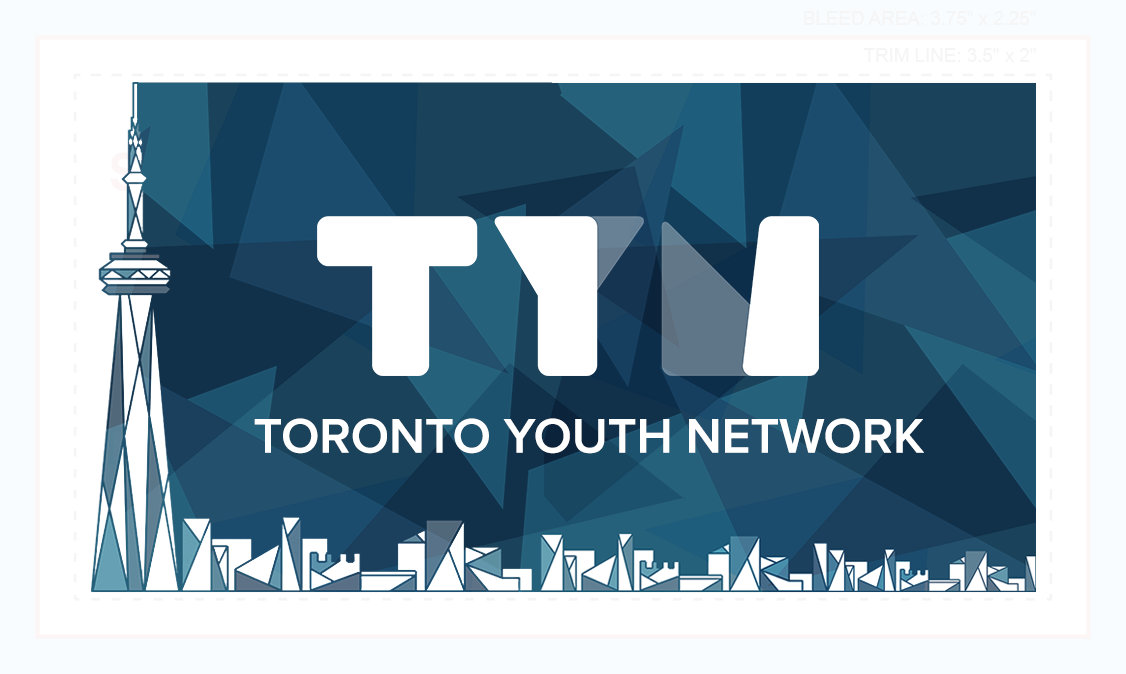 BLEED AREA  3.75" x 2.25"
TRIM LINE: 3.5" x 2"
TYN
TORONTO YOUTH NETWORK